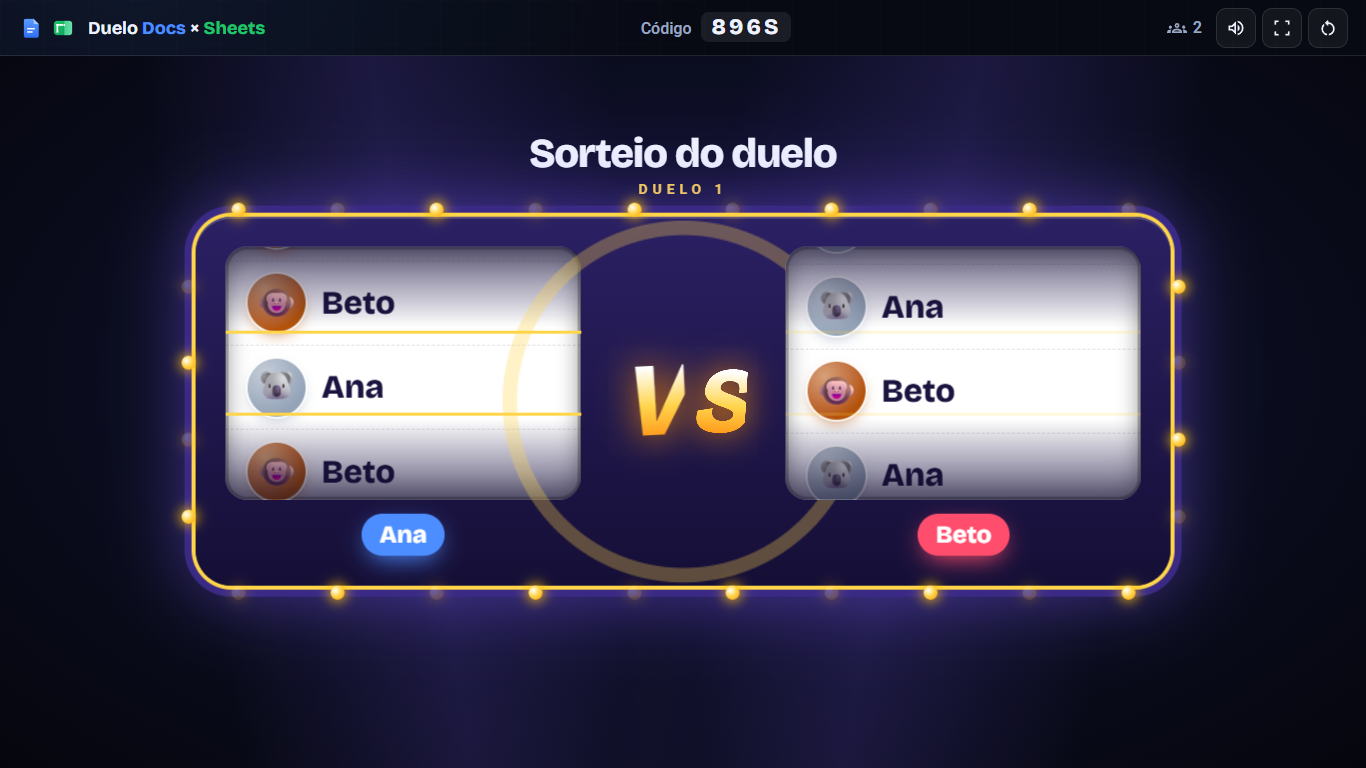 Duelo Docs × Sheets
Código 896S
2
Sorteio do duelo
DUELO 1
Beto
Ana
Beto
VS
Ana
Beto
Ana
Ana
Beto